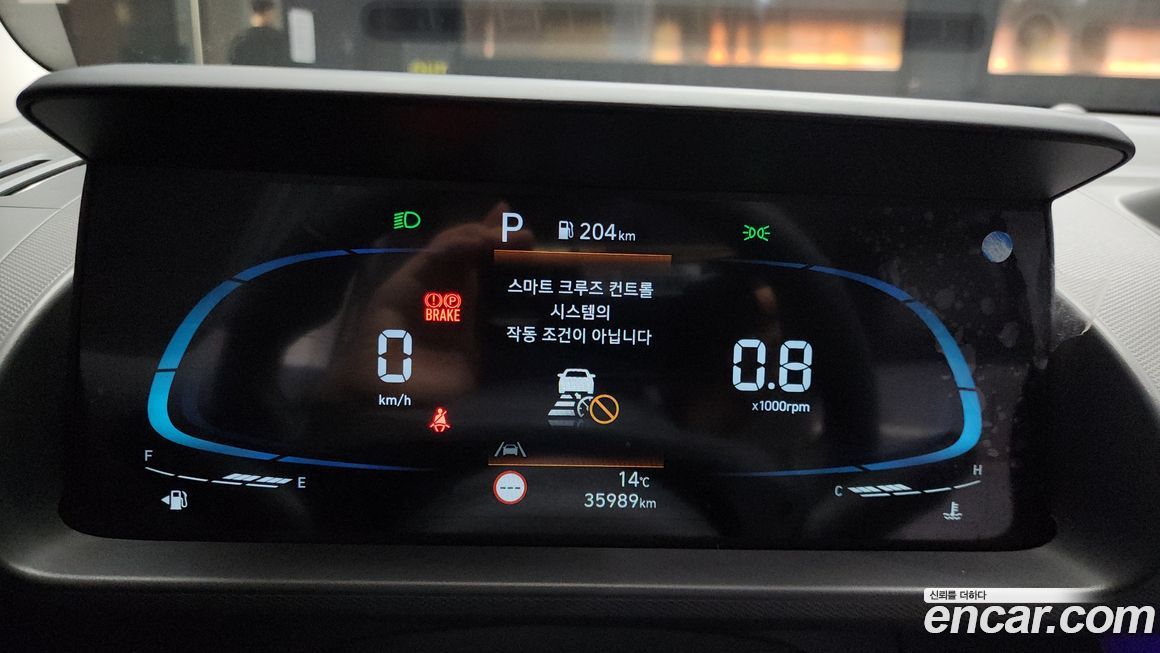 P 204km
스마트 크루즈 컨트롤
시스템의
작동 조건이 아닙니다
BRAKE
0
km/h
0.8
x1000rpm
F
E
H
C
---
14℃
35989km
신뢰를 더하다
encar.com